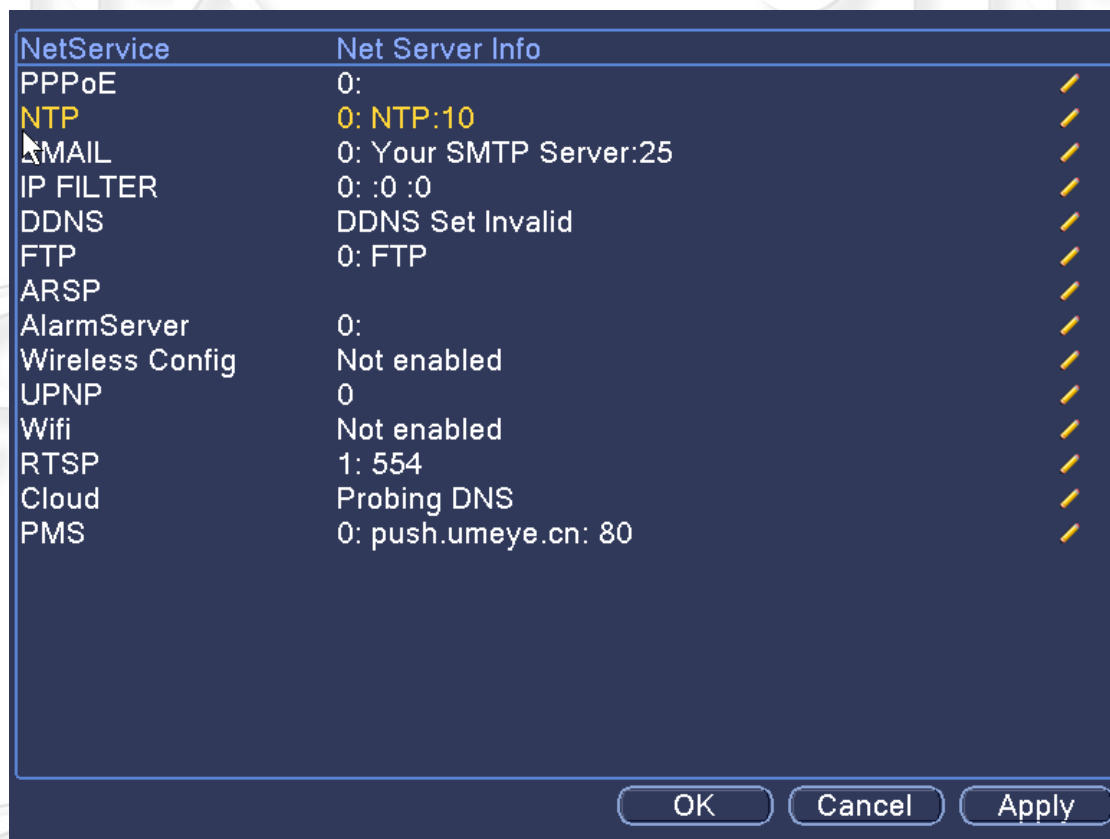 NetService Net Server Info
PPPoE 0:
NTP 0: NTP:10
EMAIL 0: Your SMTP Server:25
IP FILTER 0: :0 :0
DDNS DDNS Set Invalid
FTP 0: FTP
ARSP
AlarmServer 0:
Wireless Config Not enabled
UPNP 0
Wifi Not enabled
RTSP 1: 554
Cloud Probing DNS
PMS 0: push.umeye.cn: 80
OK Cancel Apply